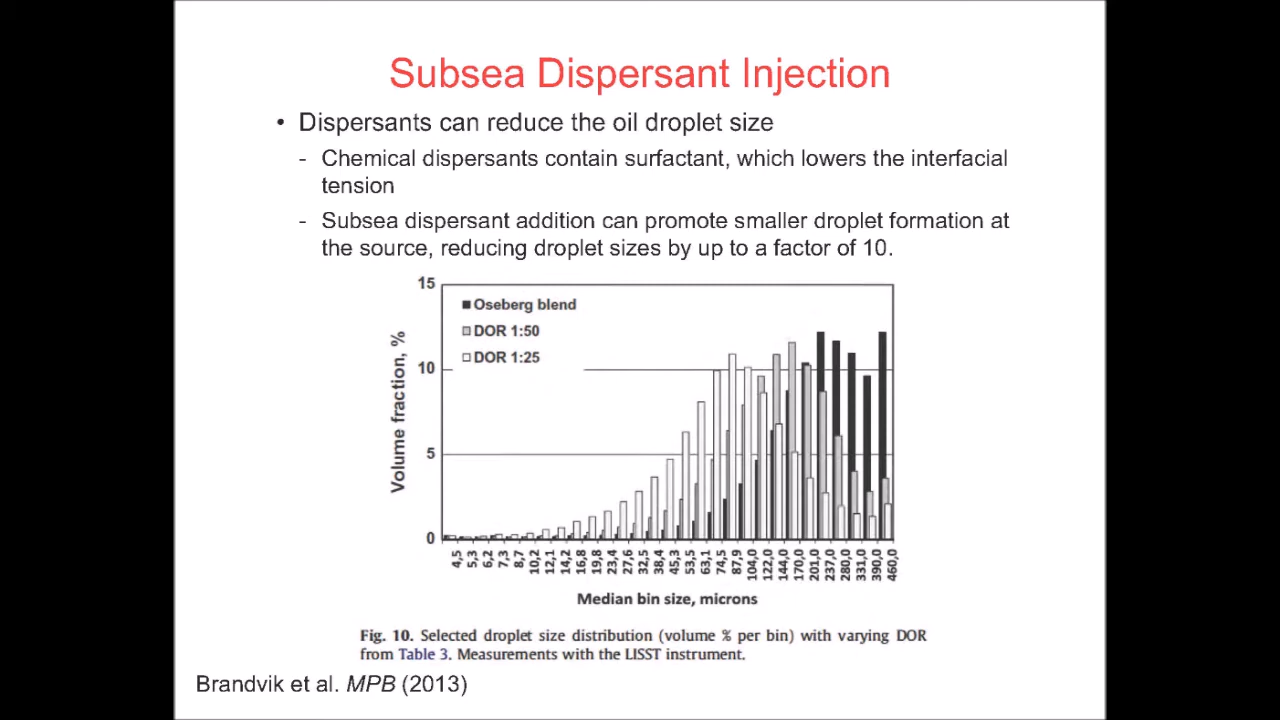 Subsea Dispersant Injection
• Dispersants can reduce the oil droplet size
- Chemical dispersants contain surfactant, which lowers the interfacial
tension
- Subsea dispersant addition can promote smaller droplet formation at
the source, reducing droplet sizes by up to a factor of 10.
15
10
5
0
Volume fraction, %
Oseberg blend
DOR 1:50
DOR 1:25
4,5 5,3 6,2 7,3 8,7 10,2 12,1 14,2 16,8 19,8 23,4 27,6 32,5 38,4 45,3 53,5 63,1 74,5 87,9 104,0 122,0 144,0 170,0 201,0 237,0 280,0 331,0 390,0 460,0
Median bin size, microns
Fig. 10. Selected droplet size distribution (volume % per bin) with varying DOR
from Table 3. Measurements with the LISST instrument.
Brandvik et al. MPB (2013)